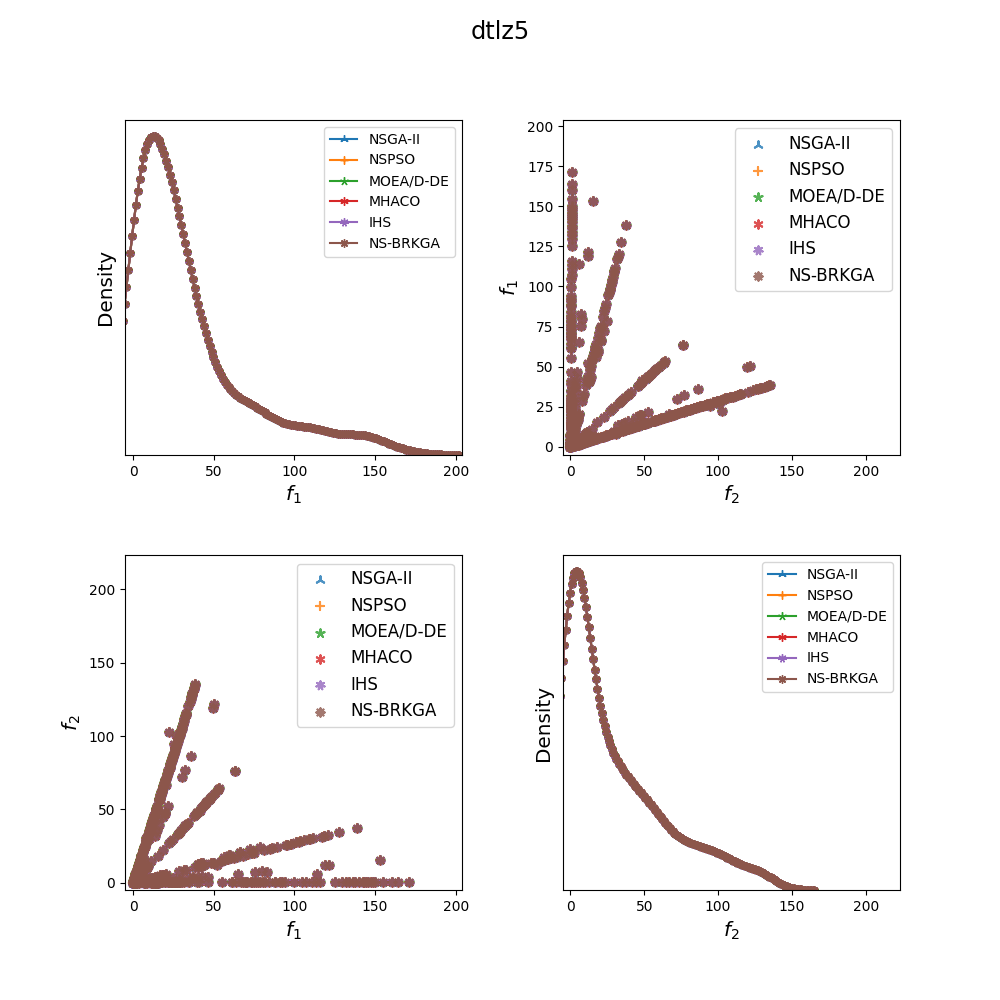 dtlz5
Density
NSGA-II
NSPSO
MOEA/D-DE
MHACO
IHS
NS-BRKGA
0 50 100 150 200
f1
f1
200
175
150
125
100
75
50
25
0
NSGA-II
NSPSO
MOEA/D-DE
MHACO
IHS
NS-BRKGA
0 50 100 150 200
f2
f2
200
150
100
50
0
NSGA-II
NSPSO
MOEA/D-DE
MHACO
IHS
NS-BRKGA
0 50 100 150 200
f1
Density
NSGA-II
NSPSO
MOEA/D-DE
MHACO
IHS
NS-BRKGA
0 50 100 150 200
f2